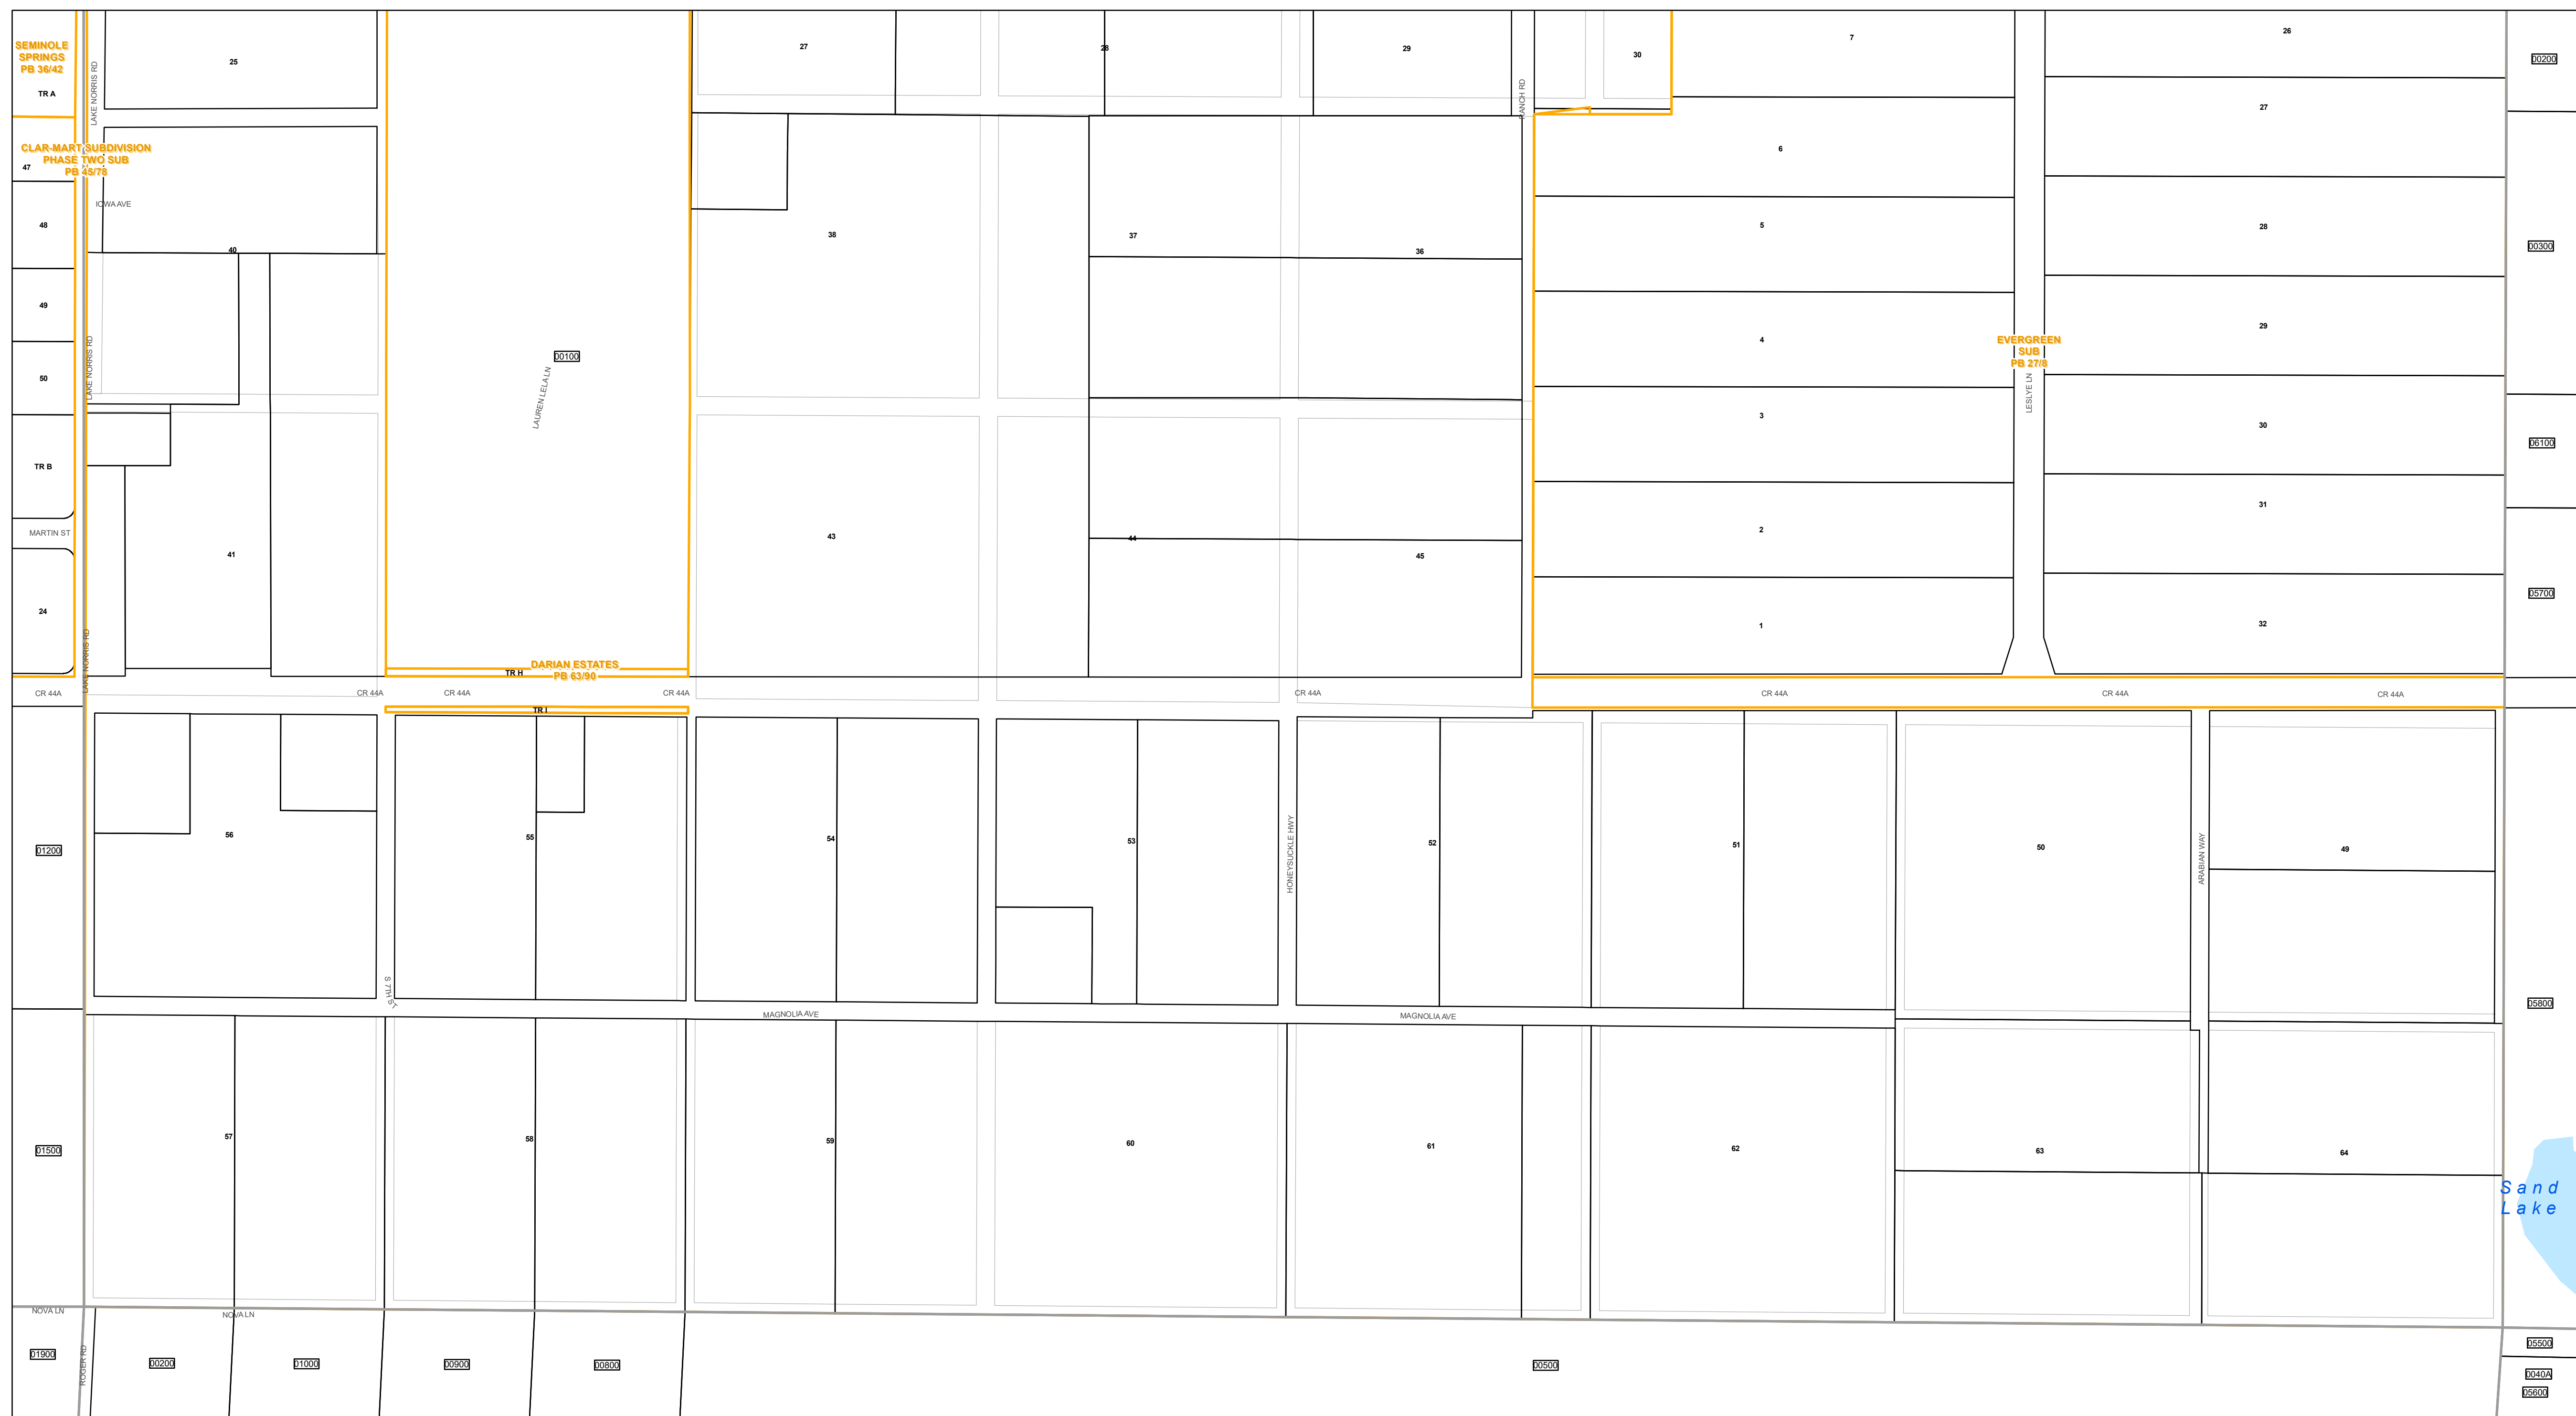 SEMINOLE
SPRINGS
PB 36/42
TR A
LAKE NORRIS RD
25
27
28
29
RANCH RD
30
7
26
00200
27
CLAR-MART SUBDIVISION
PHASE TWO SUB
PB 45/78
47
6
IOWA AVE
48
40
38
37
36
5
28
00300
49
LAKE NORRIS RD
50
00100
LAUREN LELA LN
4
EVERGREEN
SUB
PB 27/8
LESLYE LN
29
3
30
06100
TR B
MARTIN ST
41
43
44
45
2
31
24
05700
1
32
LAKE NORRIS RD
DARIAN ESTATES
PB 63/90
TR H
CR 44A
CR 44A
CR 44A
CR 44A
CR 44A
CR 44A
CR 44A
CR 44A
TR I
01200
56
55
54
53
HONEYSUCKLE HWY
52
51
50
ARABIAN WAY
49
S 7TH ST
MAGNOLIA AVE
MAGNOLIA AVE
05800
01500
57
58
59
60
61
62
63
64
Sand
Lake
NOVA LN
NOVA LN
01900
ROGER RD
00200
01000
00900
00800
00500
05500
0040A
05600